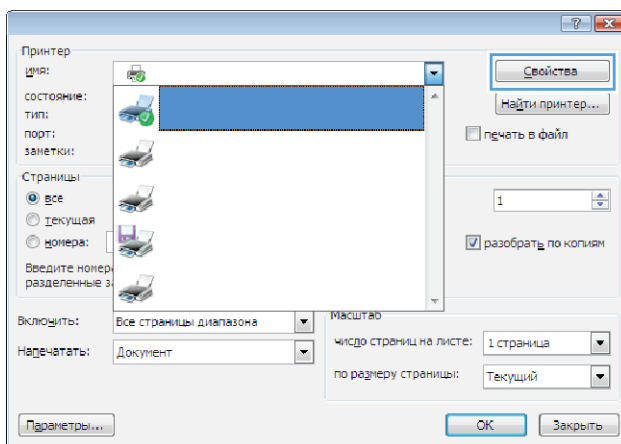 Принтер
имя:
Свойства
состояние:
Найти принтер...
тип:
порт:
печать в файл
заметки:
Страницы
все
1
текущая
номера:
разобрать по копиям
Введите
разделенные
Включить:
Все страницы диапазона
Масштаб
Напечатать:
Документ
число страниц на листе:
1 страница
по размеру страницы:
Текущий
Параметры...
ОК
Закрыть